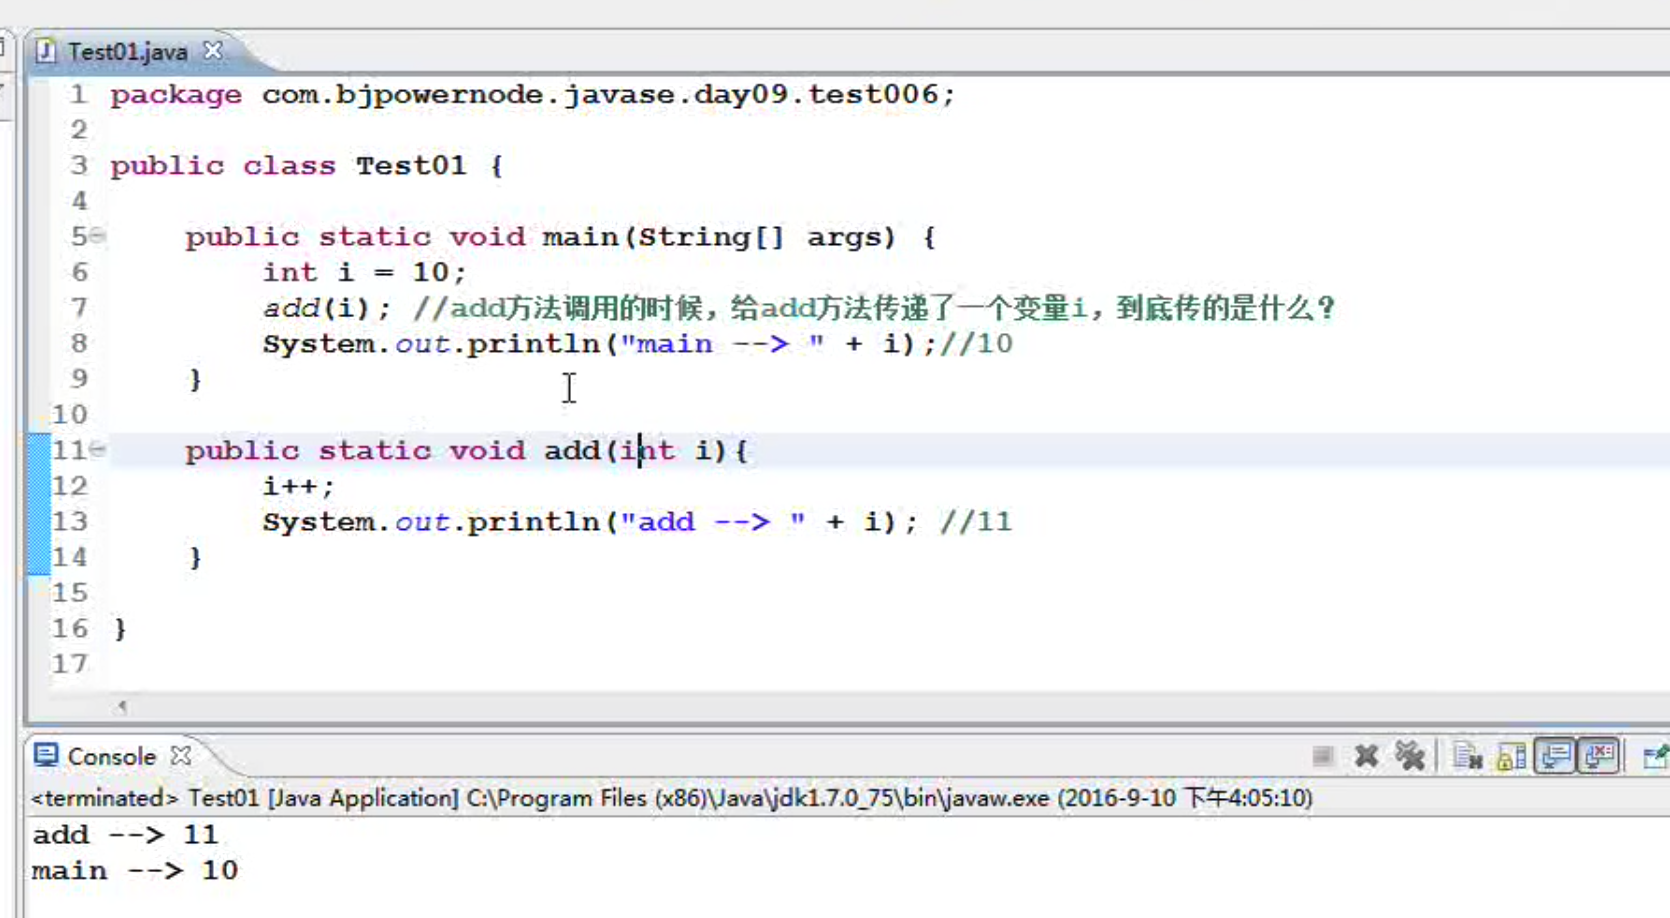 Test01.java
1 package com.bjpowernode.javase.day09.test006;
2
3 public class Test01 {
4
5 public static void main(String[] args) {
6 int i = 10;
7 add(i); //add方法调用的时候，给add方法传递了一个变量i，到底传的是什么？
8 System.out.println("main --> " + i);//10
9 }
10
11 public static void add(int i){
12 i++;
13 System.out.println("add --> " + i); //11
14 }
15
16 }
17
Console
<terminated> Test01 [Java Application] C:\Program Files (x86)\Java\jdk1.7.0_75\bin\javaw.exe (2016-9-10 下午4:05:10)
add --> 11
main --> 10